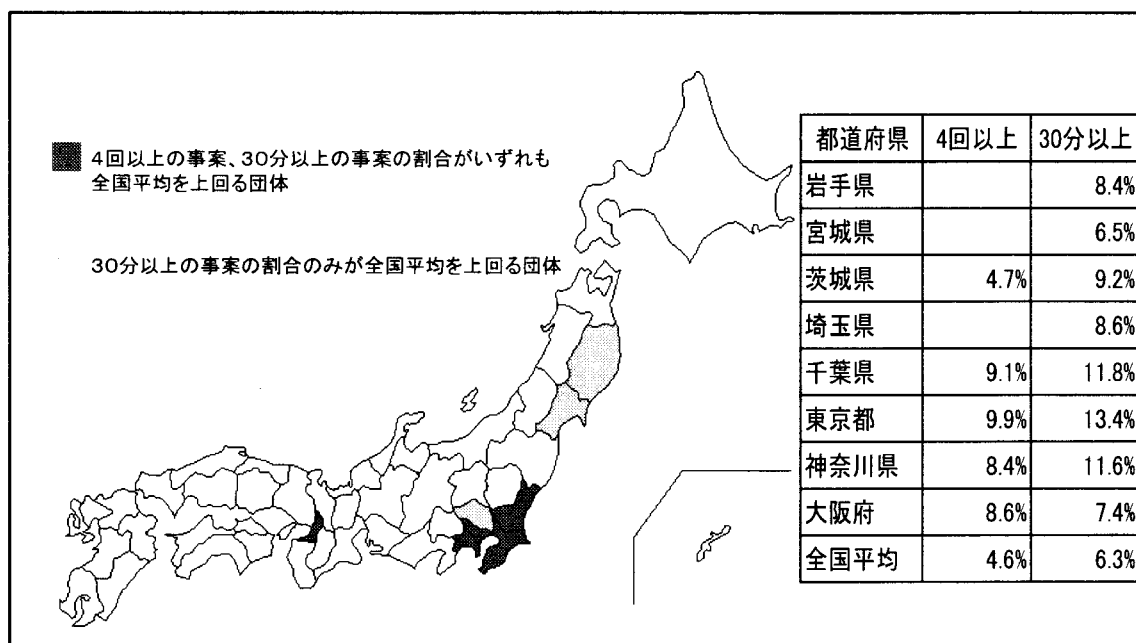 4回以上の事案、30分以上の事案の割合がいずれも
全国平均を上回る団体
30分以上の事案の割合のみが全国平均を上回る団体
都道府県 4回以上 30分以上
岩手県 8.4%
宮城県 6.5%
茨城県 4.7% 9.2%
埼玉県 8.6%
千葉県 9.1% 11.8%
東京都 9.9% 13.4%
神奈川県 8.4% 11.6%
大阪府 8.6% 7.4%
全国平均 4.6% 6.3%